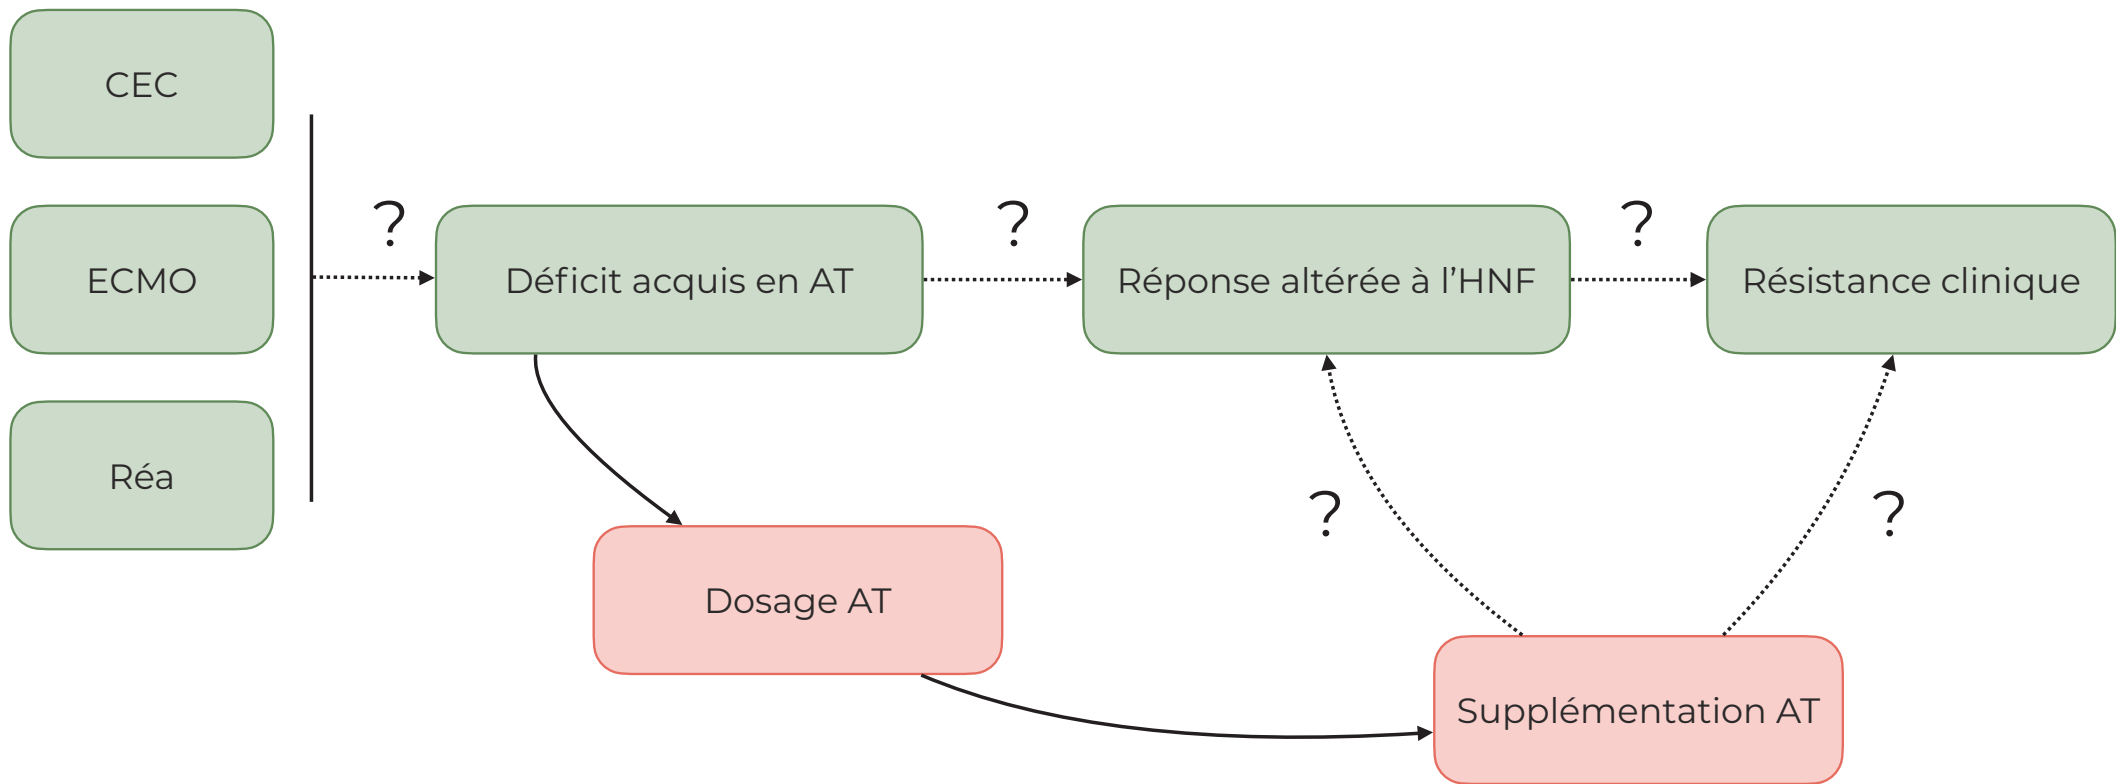 CEC
ECMO
Réa
?
Déficit acquis en AT
?
Réponse altérée à l’HNF
?
Résistance clinique
?
?
Dosage AT
Supplémentation AT